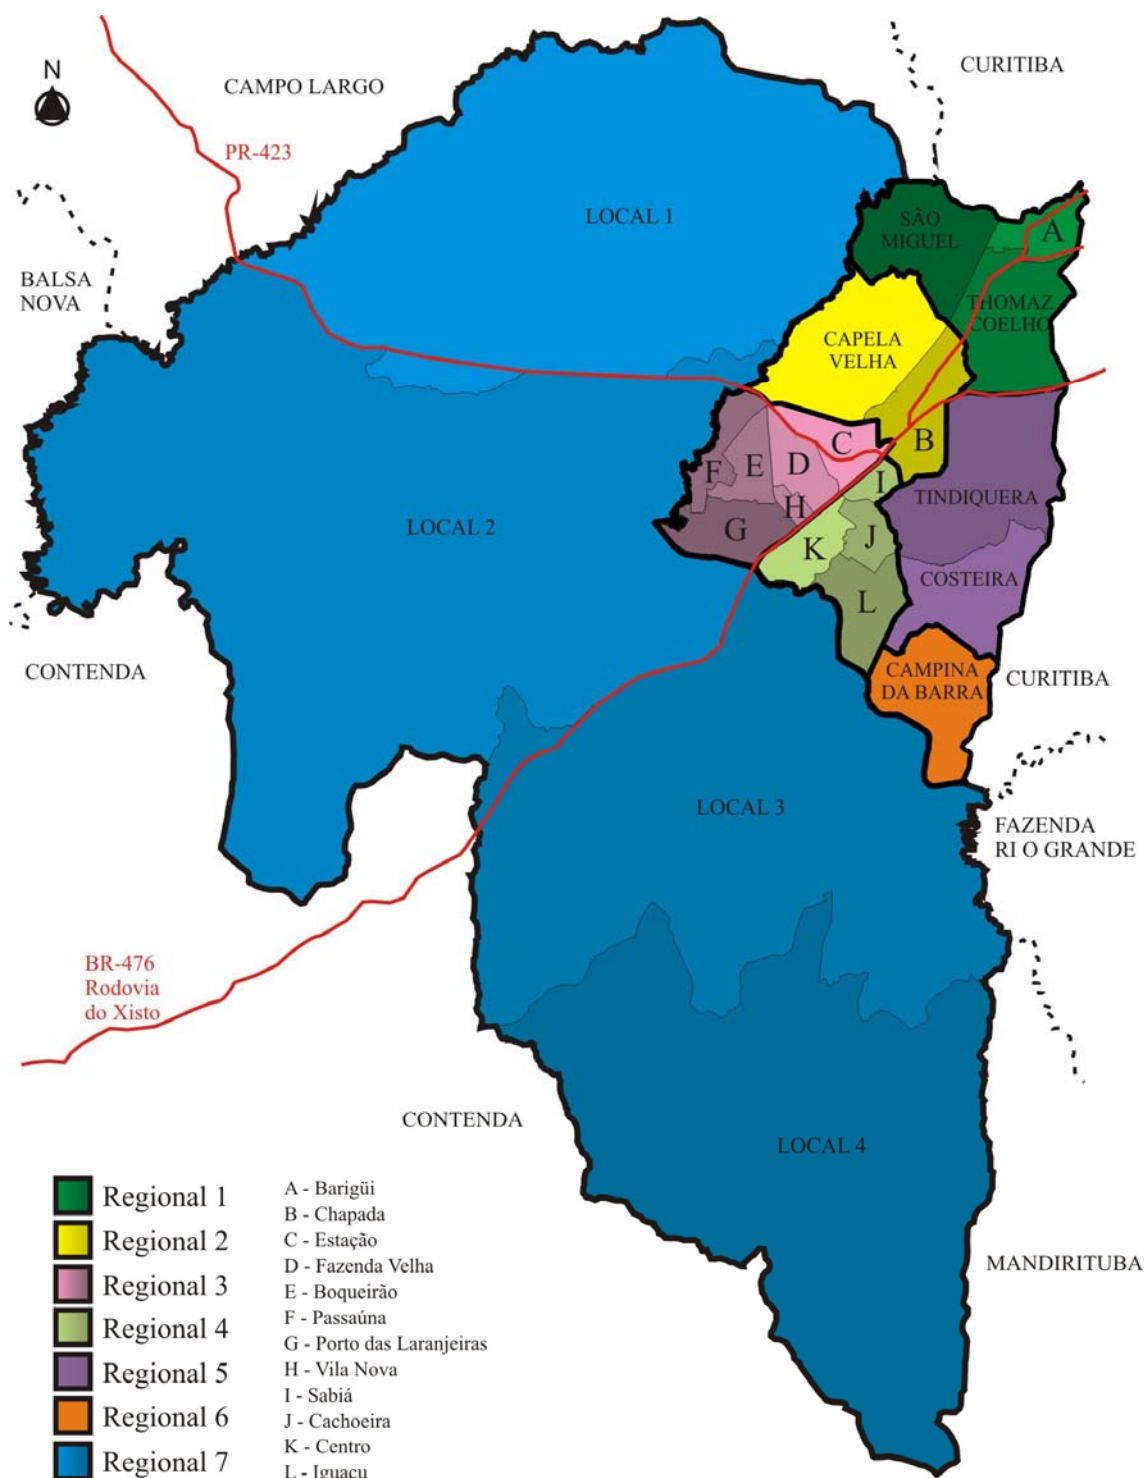 N
CAMPO LARGO
CURITIBA
PR-423
LOCAL 1
SÃO
MIGUEL
A
BALSA
NOVA
THOMAZ
COELHO
CAPELA
VELHA
C
B
F
E
D
I
TINDIQUERA
LOCAL 2
G
H
K
J
COSTEIRA
L
CONTENDA
CAMPINA
DA BARRA
CURITIBA
LOCAL 3
FAZENDA
RI O GRANDE
BR-476
Rodovia
do Xisto
CONTENDA
LOCAL 4
MANDIRITUBA
Regional 1
Regional 2
Regional 3
Regional 4
Regional 5
Regional 6
Regional 7
A - Barigüi
B - Chapada
C - Estação
D - Fazenda Velha
E - Boqueirão
F - Passaúna
G - Porto das Laranjeiras
H - Vila Nova
I - Sabiá
J - Cachoeira
K - Centro
L - Iguaçu